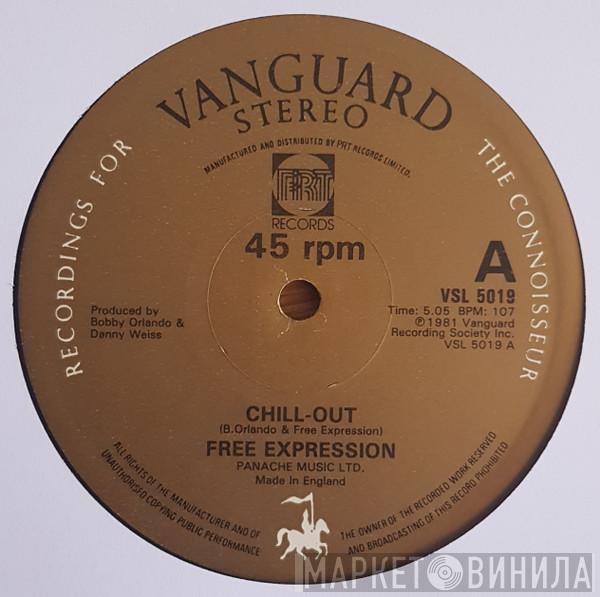 VANGUARD
STEREO
RECORDINGS FOR
THE CONNOISSEUR
MANUFACTURED AND DISTRIBUTED BY PRT RECORDS LIMITED.
PRT
RECORDS
45 rpm
A
VSL 5019
Time: 5.05 BPM: 107
℗1981 Vanguard
Recording Society Inc.
VSL 5019 A
Produced by
Bobby Orlando &
Danny Weiss
CHILL-OUT
(B.Orlando & Free Expression)
FREE EXPRESSION
PANACHE MUSIC LTD.
Made In England
ALL RIGHTS OF THE MANUFACTURER AND OF
THE OWNER OF THE RECORDED WORK RESERVED
UNAUTHORISED COPYING PUBLIC PERFORMANCE
AND BROADCASTING OF THIS RECORD PROHIBITED
МАРКЕТ ВИНИЛА